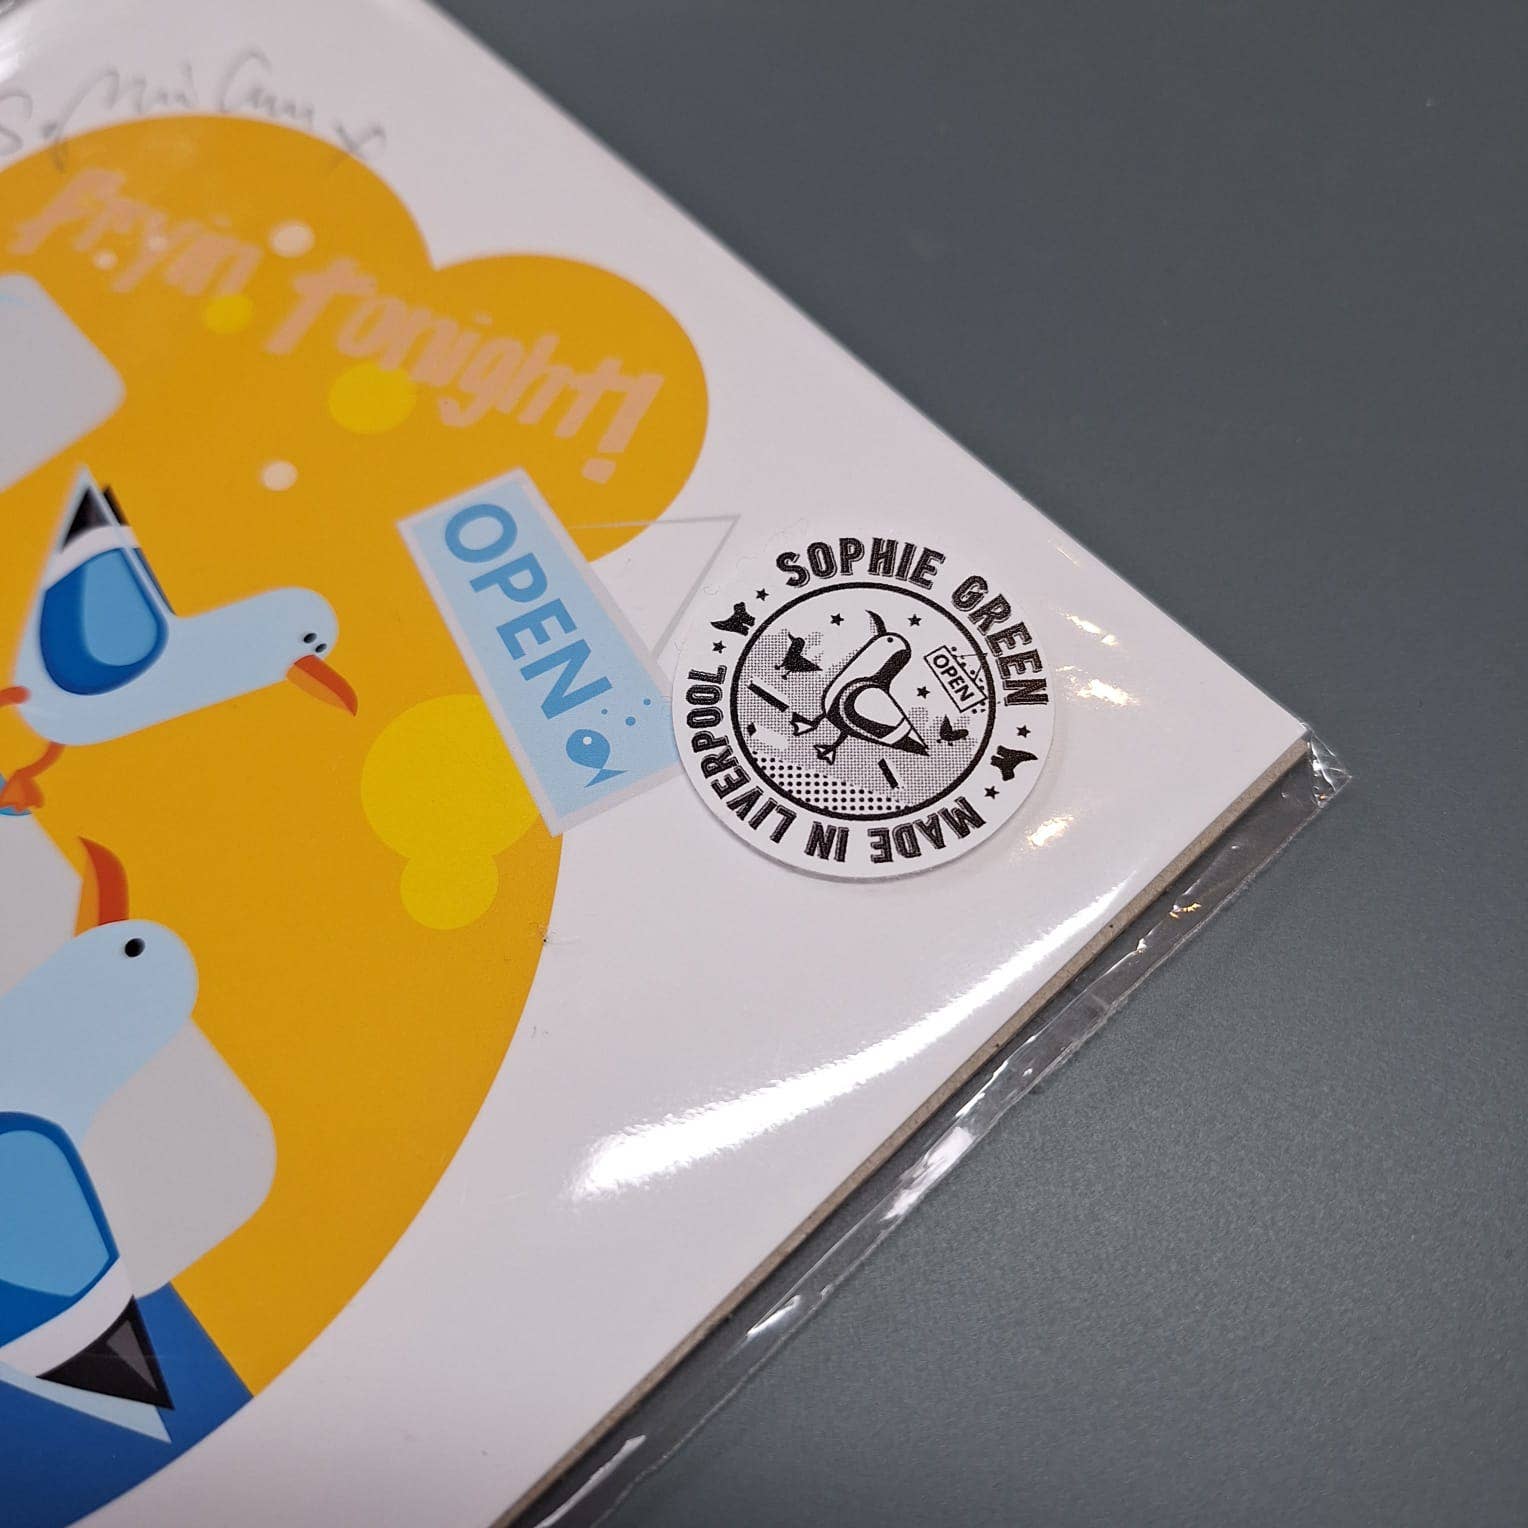 fryin' tonight!
OPEN
SOPHIE GREEN
OPEN
MADE IN LIVERPOOL